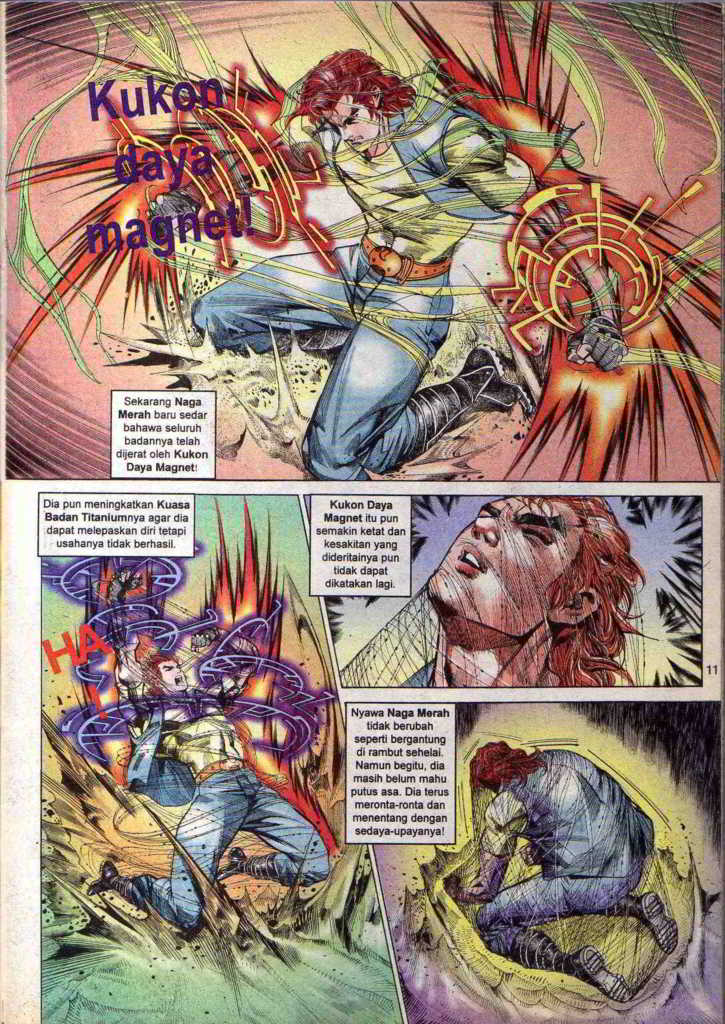 Kukon
daya
magnet!
Sekarang Naga
Merah baru sedar
bahawa seluruh
badannya telah
dijerat oleh Kukon
Daya Magnet!
Dia pun meningkatkan Kuasa
Badan Titaniumnya agar dia
dapat melepaskan diri tetapi
usahanya tidak berhasil.
HA
!
Kukon Daya
Magnet itu pun
semakin ketat dan
kesakitan yang
dideritainya pun
tidak dapat
dikatakan lagi.
11
Nyawa Naga Merah
tidak berubah
seperti bergantung
di rambut sehelai.
Namun begitu, dia
masih belum mahu
putus asa. Dia terus
meronta-ronta dan
menentang dengan
sedaya-upayanya!